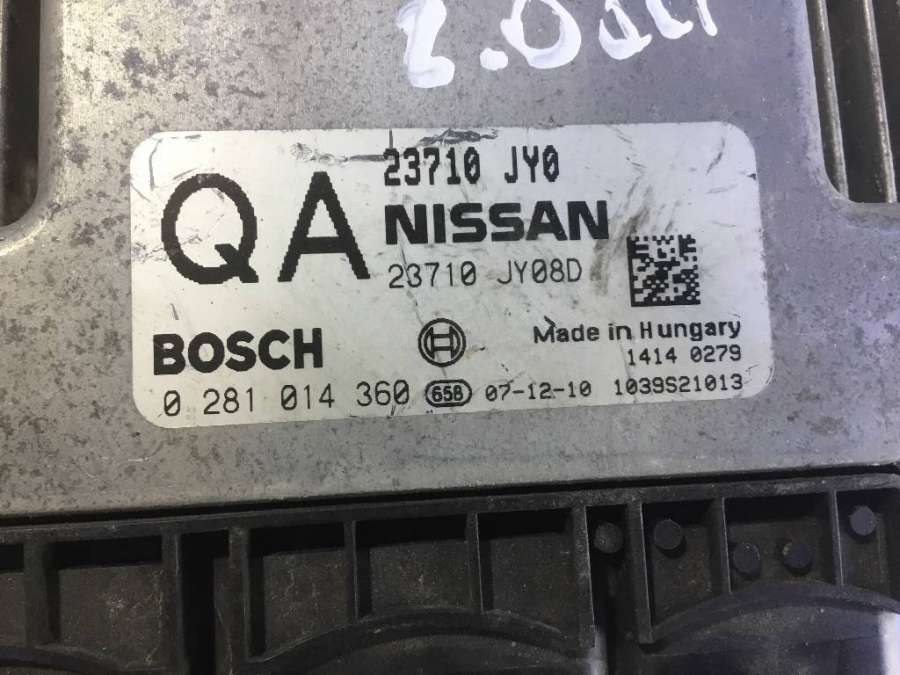 2.0
23710 JY0
QA
NISSAN
23710 JY08D
BOSCH
Made in Hungary
1414 0279
0 281 014 360 658 07-12-10 1039S21013